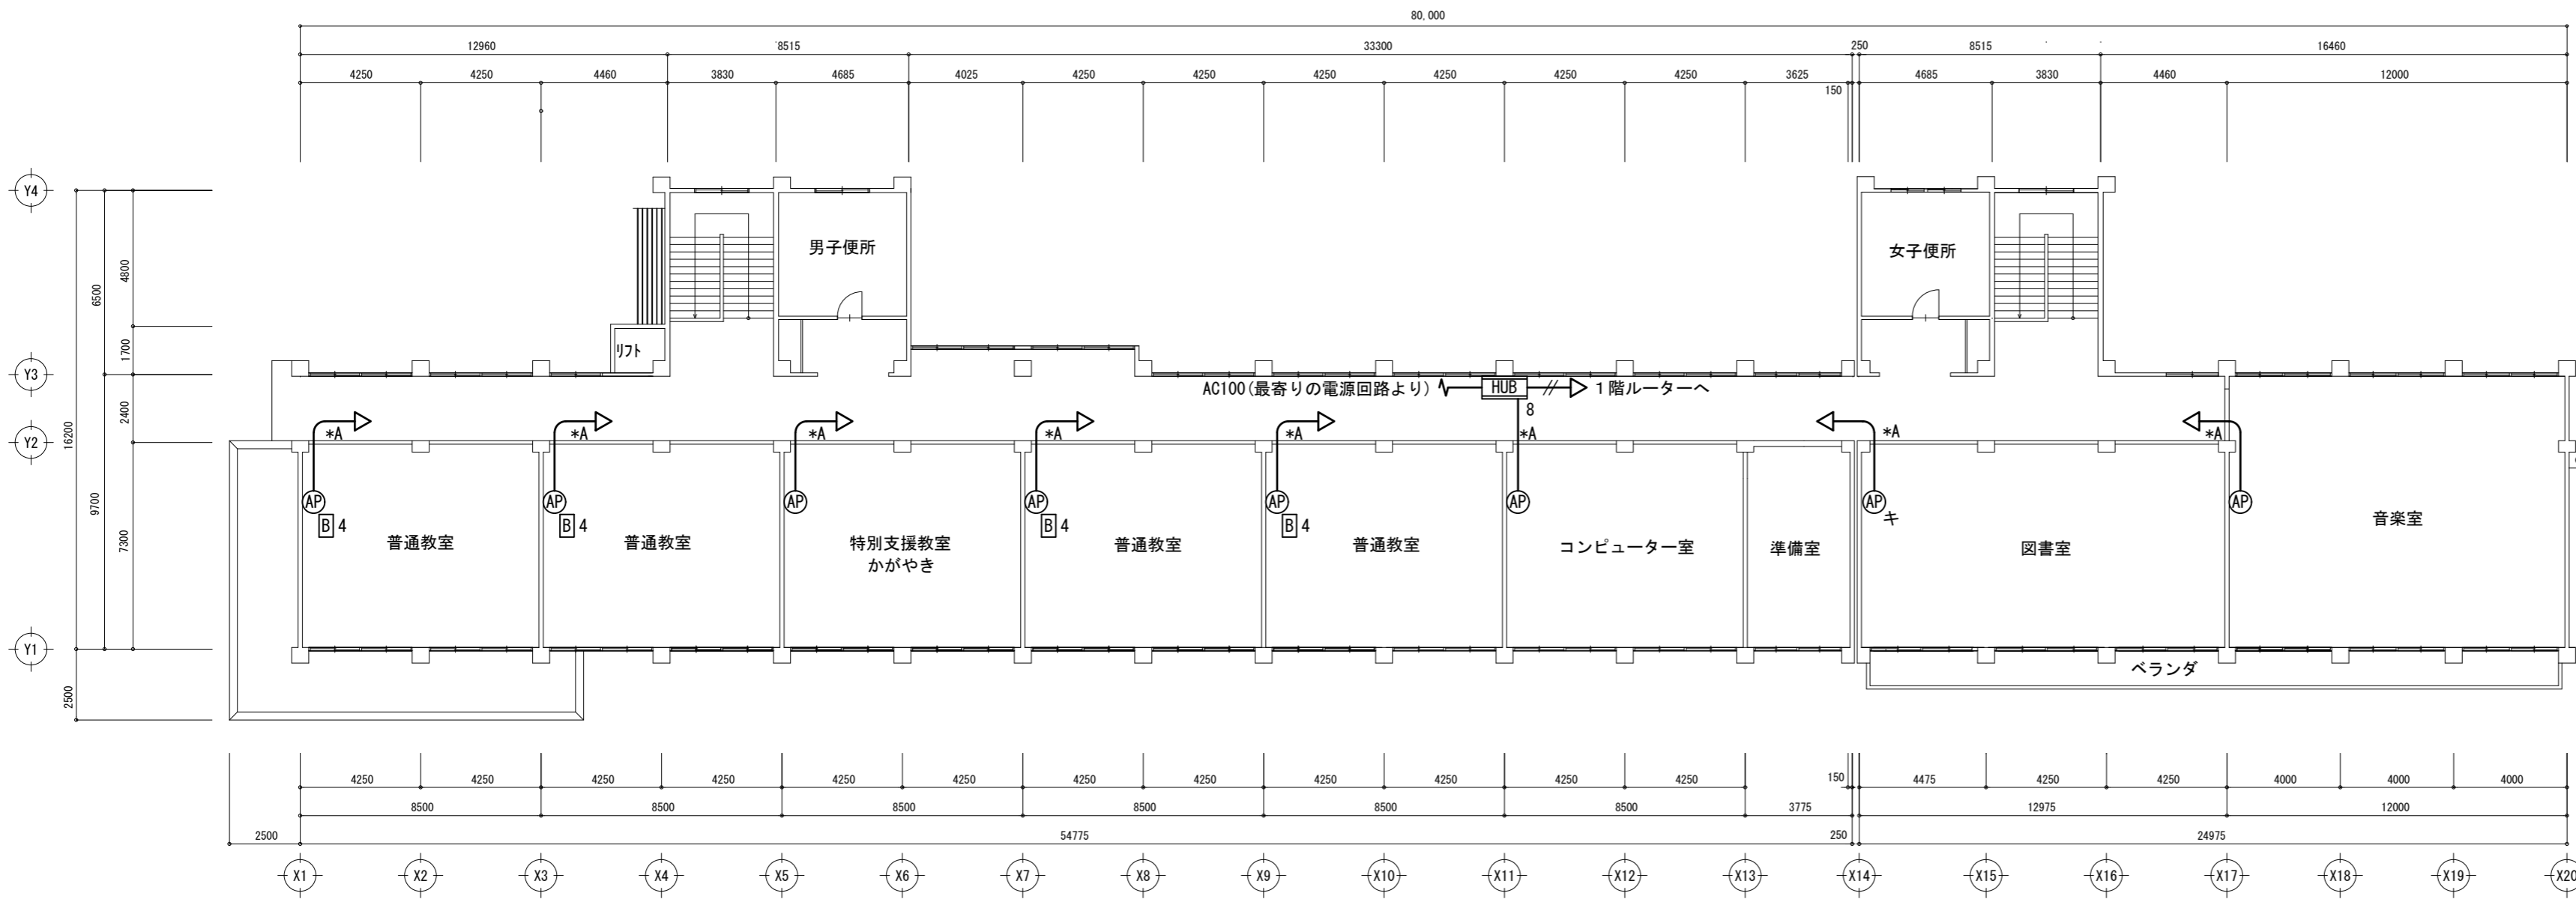 80,000
12960 8515 33300 250 8515 16460
4250 4250 4460 3830 4685 4025 4250 4250 4250 4250 4250 4250 3625 4685 3830 4460 12000
150
Y4
男子便所
女子便所
4800
6500
リフト
1700
Y3
AC100(最寄りの電源回路より) HUB 1階ルーターへ
8
2400
*A *A *A *A *A *A *A *A
Y2
16200
AP AP AP AP AP AP AP AP
キ
B 4 B 4 B 4 B 4
9700
7300
普通教室 普通教室 特別支援教室 普通教室 普通教室 コンピューター室 準備室 図書室 音楽室
かがやき
Y1
ベランダ
2500
4250 4250 4250 4250 4250 4250 4250 4250 4250 4250 4250 4250 150 4475 4250 4250 4000 4000 4000
8500 8500 8500 8500 8500 8500 3775 12975 12000
2500 54775 250 24975
X1 X2 X3 X4 X5 X6 X7 X8 X9 X10 X11 X12 X13 X14 X15 X16 X17 X18 X19 X20